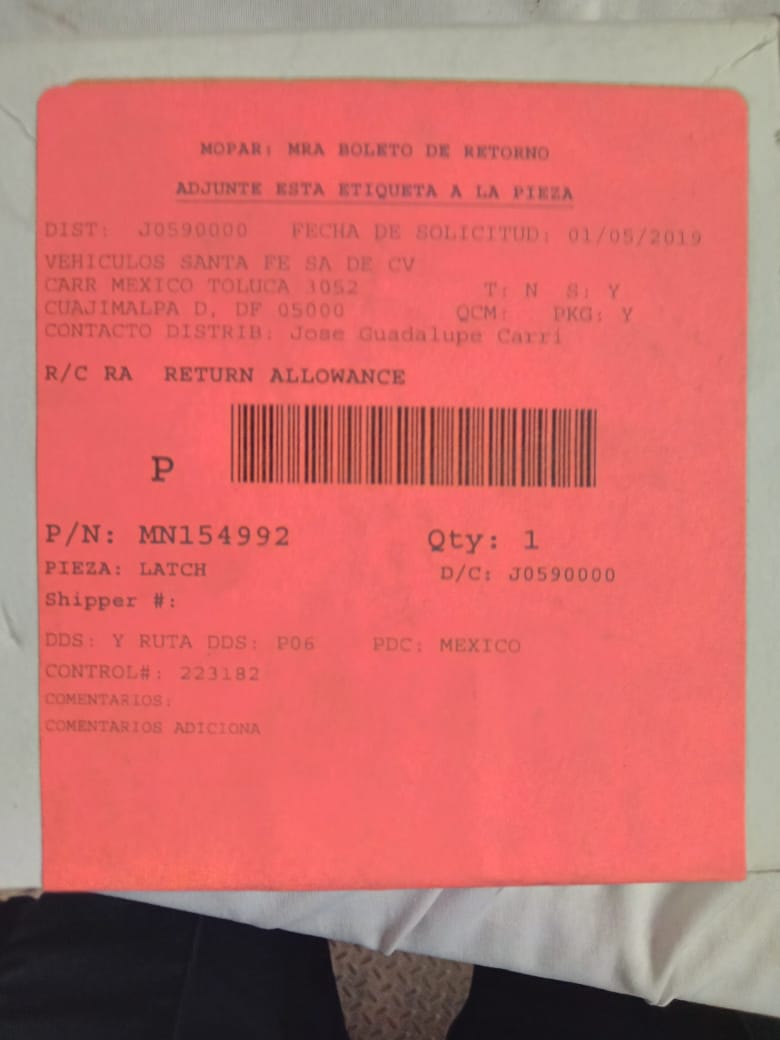 MOPAR: MRA BOLETO DE RETORNO
ADJUNTE ESTA ETIQUETA A LA PIEZA
DIST: J0590000 FECHA DE SOLICITUD: 01/05/2019
VEHICULOS SANTA FE SA DE CV
CARR MEXICO TOLUCA 3052 T: N S: Y
CUAJIMALPA D, DF 05000 QCM: PKG: Y
CONTACTO DISTRIB: Jose Guadalupe Carri
R/C RA RETURN ALLOWANCE
P
P/N: MN154992 Qty: 1
PIEZA: LATCH D/C: J0590000
Shipper #:
DDS: Y RUTA DDS: P06 PDC: MEXICO
CONTROL#: 223182
COMENTARIOS:
COMENTARIOS ADICIONA